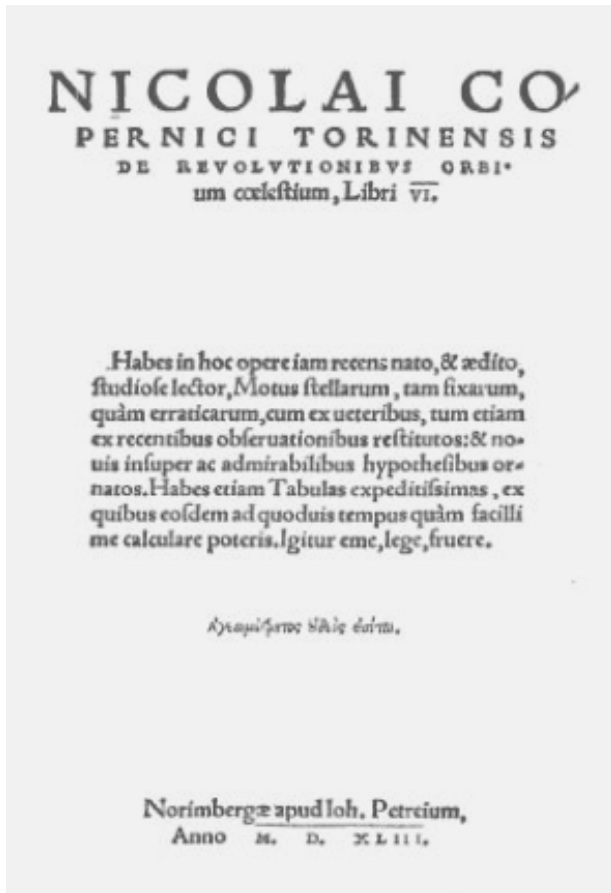 NICOLAI CO
PERNICI TORINENSIS
DE REVOLVTIONIBVS ORBI-
um cœlestium, Libri VI.
Habes in hoc opere iam recens nato, & ædito,
studiose lector, Motus stellarum, tam fixarum,
quàm erraticarum, cum ex ueteribus, tum etiam
ex recentibus obseruationibus restitutos: & no-
uis insuper ac admirabilibus hypothesibus or-
natos. Habes etiam Tabulas expeditissimas, ex
quibus eosdem ad quoduis tempus quàm facilli
me calculare poteris. Igitur eme, lege, fruere.
Norimbergæ apud Ioh. Petreium,
Anno M. D. XLIII.